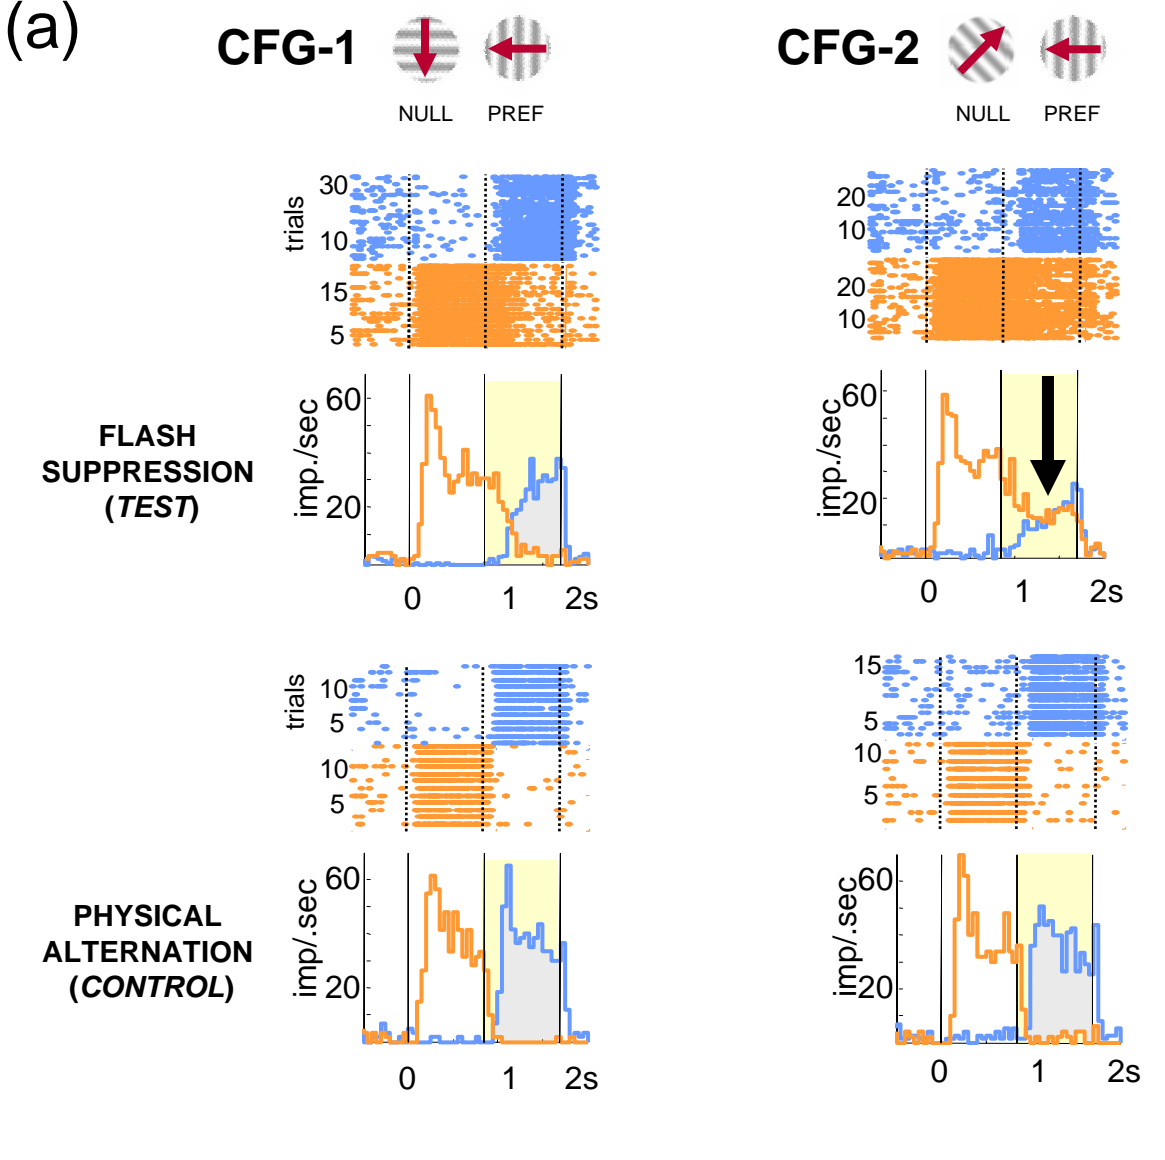 (a)
CFG-1
NULL PREF
CFG-2
NULL PREF
trials
30
10
15
5
20
10
20
10
FLASH
SUPPRESSION
(TEST)
imp./sec
60
20
0 1 2s
imp./sec
60
20
0 1 2s
trials
10
5
10
5
15
5
10
5
PHYSICAL
ALTERNATION
(CONTROL)
imp/.sec
60
20
0 1 2s
imp/.sec
60
20
0 1 2s